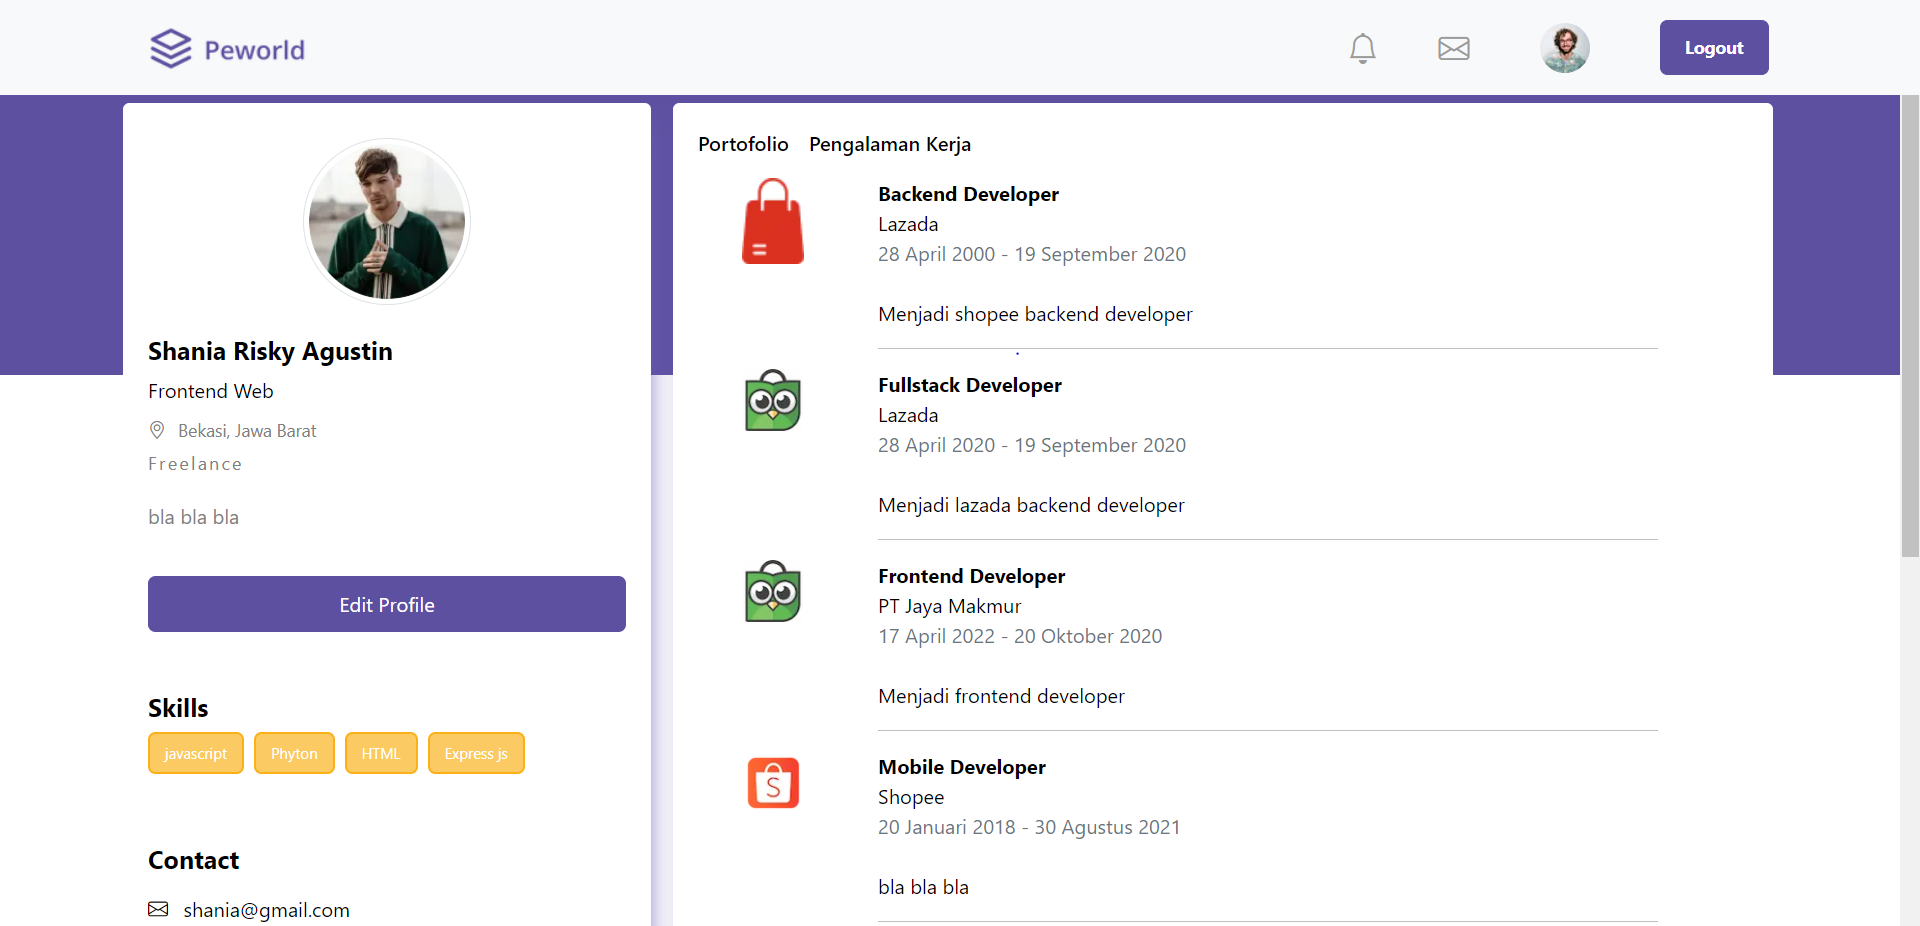 Peworld
Logout
Shania Risky Agustin
Frontend Web
Bekasi, Jawa Barat
Freelance
bla bla bla
Edit Profile
Skills
javascript
Phyton
HTML
Express js
Contact
shania@gmail.com
Portofolio
Pengalaman Kerja
Backend Developer
Lazada
28 April 2000 - 19 September 2020
Menjadi shopee backend developer
Fullstack Developer
Lazada
28 April 2020 - 19 September 2020
Menjadi lazada backend developer
Frontend Developer
PT Jaya Makmur
17 April 2022 - 20 Oktober 2020
Menjadi frontend developer
S
Mobile Developer
Shopee
20 Januari 2018 - 30 Agustus 2021
bla bla bla